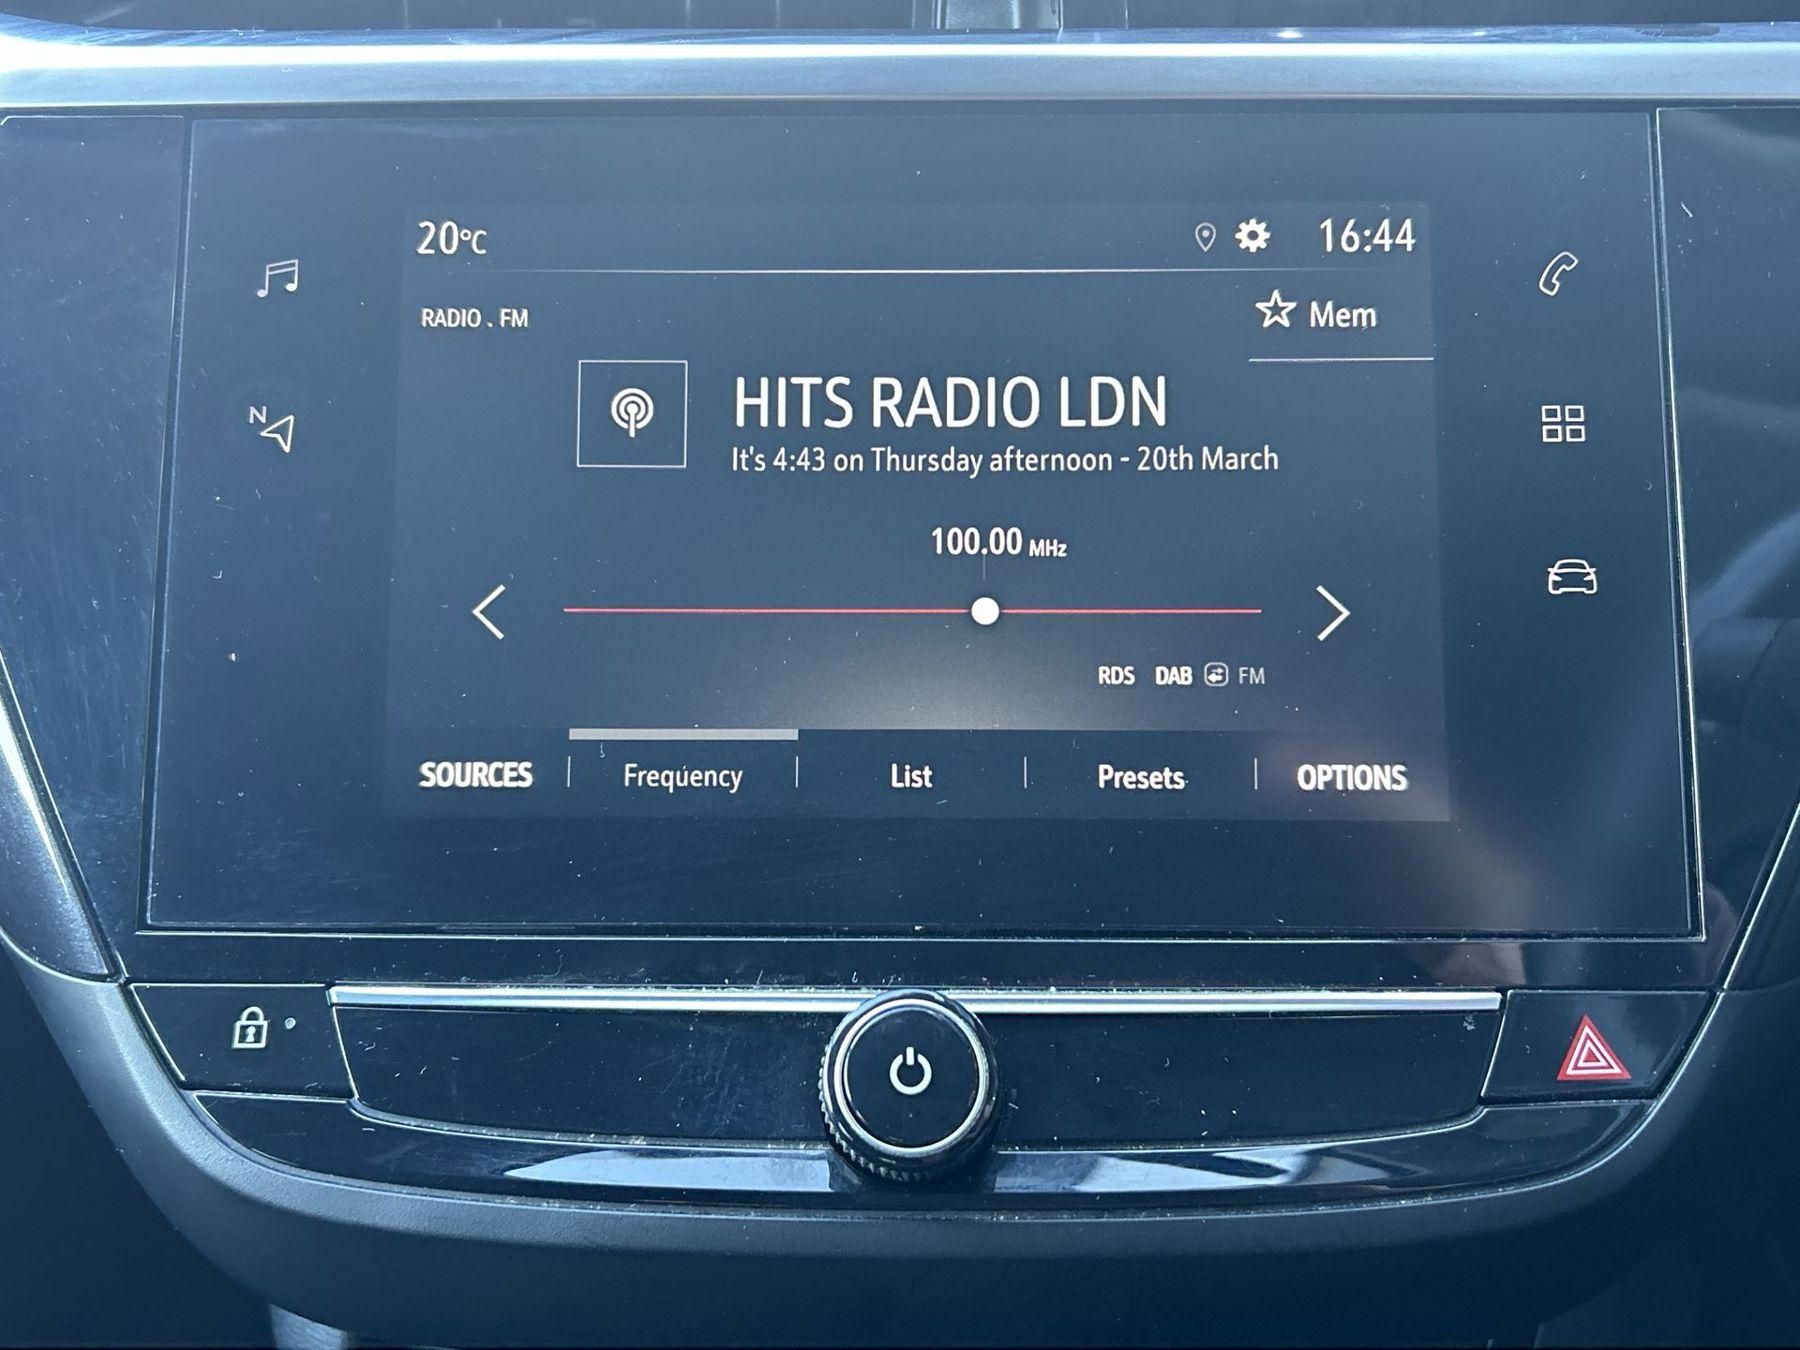 20°C 16:44
RADIO . FM
Mem
HITS RADIO LDN
It's 4:43 on Thursday afternoon - 20th March
N
100.00 MHz
RDS DAB FM
SOURCES Frequency List Presets OPTIONS